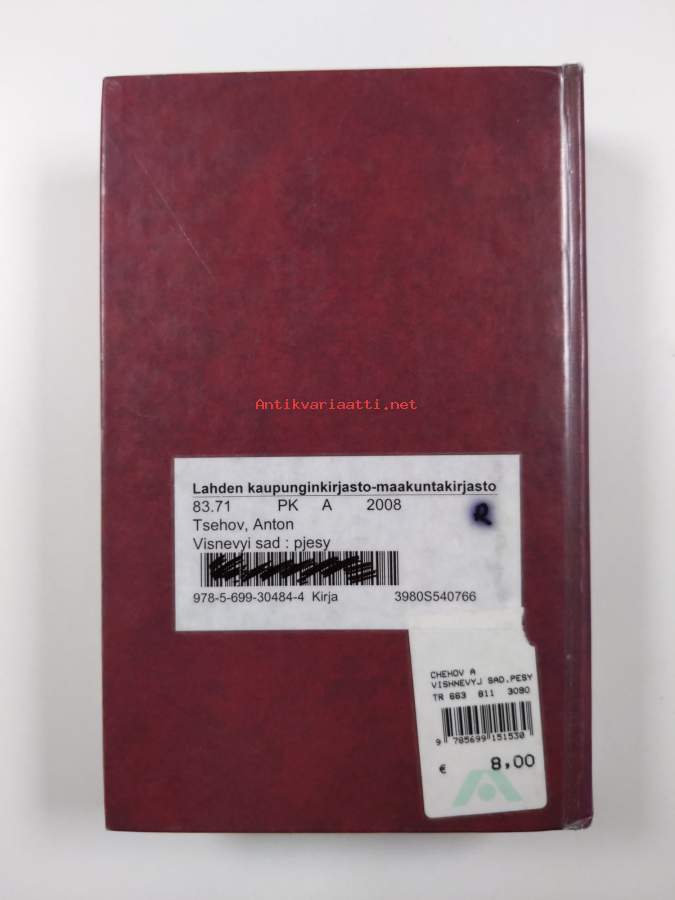 Antikvariaatti.net
Lahden kaupunginkirjasto-maakuntakirjasto
83.71 PK A 2008
Tsehov, Anton
Visnevyi sad : pjesy
978-5-699-30484-4 Kirja 3980S540766
R
CHEHOV A
VISHNEVYJ SAD.PESY
TR 663 811 3090
9 785699 151530
€ 8,00